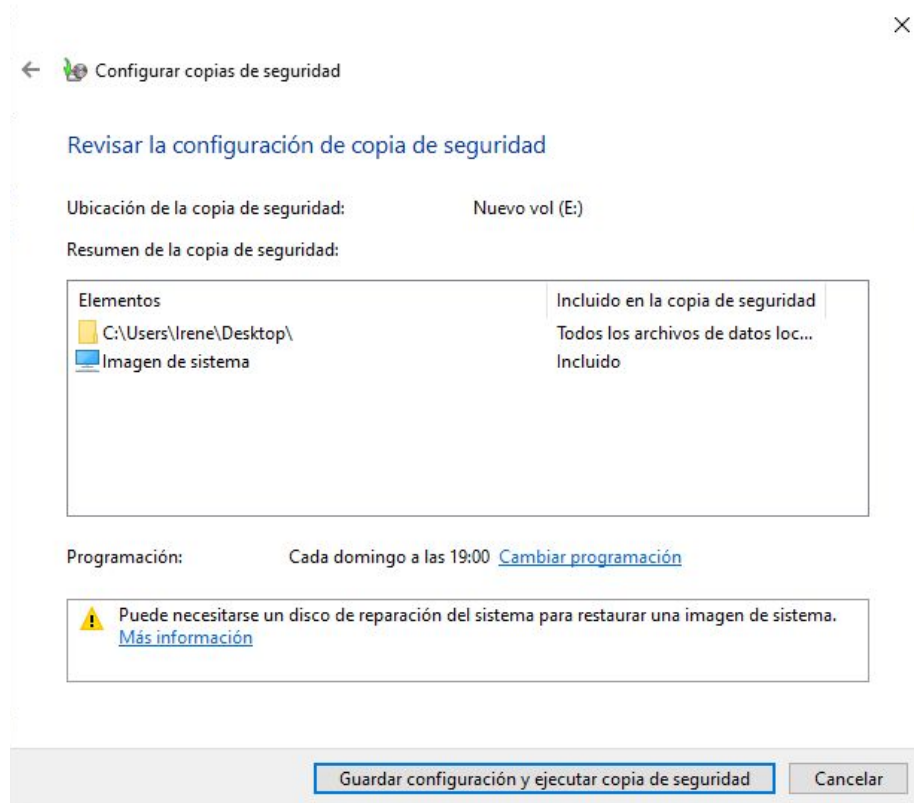 Configurar copias de seguridad
Revisar la configuración de copia de seguridad
Ubicación de la copia de seguridad: Nuevo vol (E:)
Resumen de la copia de seguridad:
Elementos Incluido en la copia de seguridad
C:\Users\Irene\Desktop\ Todos los archivos de datos loc...
Imagen de sistema Incluido
Programación: Cada domingo a las 19:00 Cambiar programación
Puede necesitarse un disco de reparación del sistema para restaurar una imagen de sistema.
Más información
Guardar configuración y ejecutar copia de seguridad Cancelar